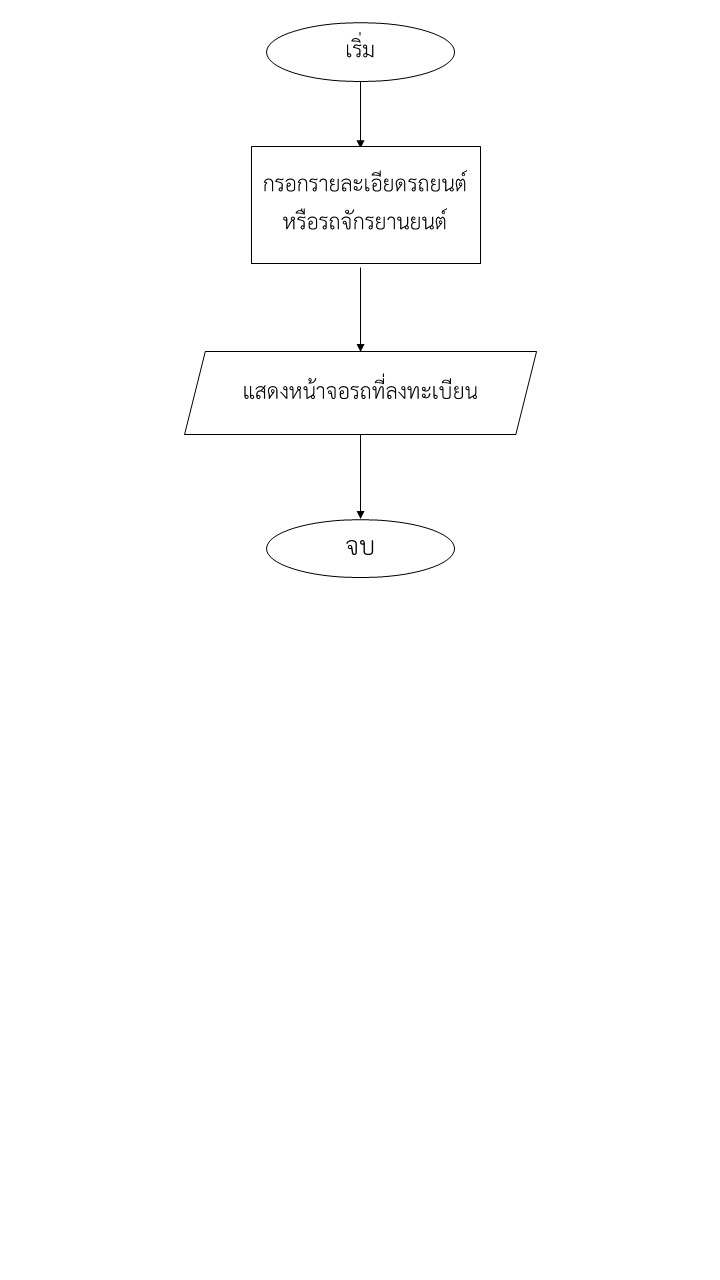 เริ่ม
กรอกรายละเอียดรถยนต์
หรือรถจักรยานยนต์
แสดงหน้าจอรถที่ลงทะเบียน
จบ